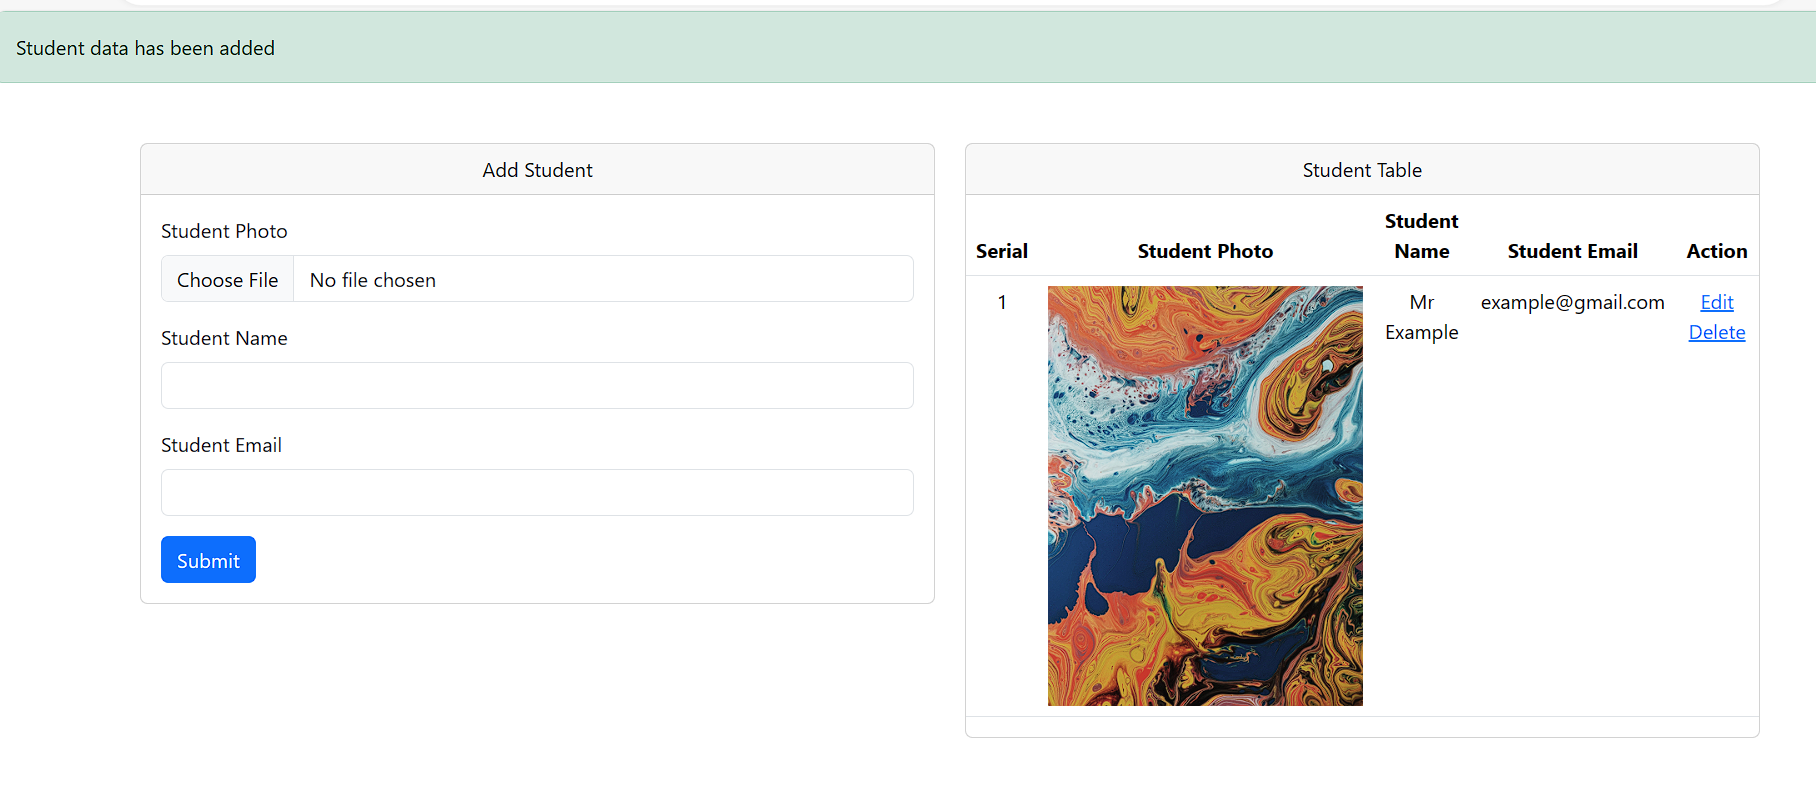 Student data has been added
Add Student
Student Photo
Choose File No file chosen
Student Name
Student Email
Submit
Student Table
Serial Student Photo Student Name Student Email Action
1 Mr Example example@gmail.com Edit Delete